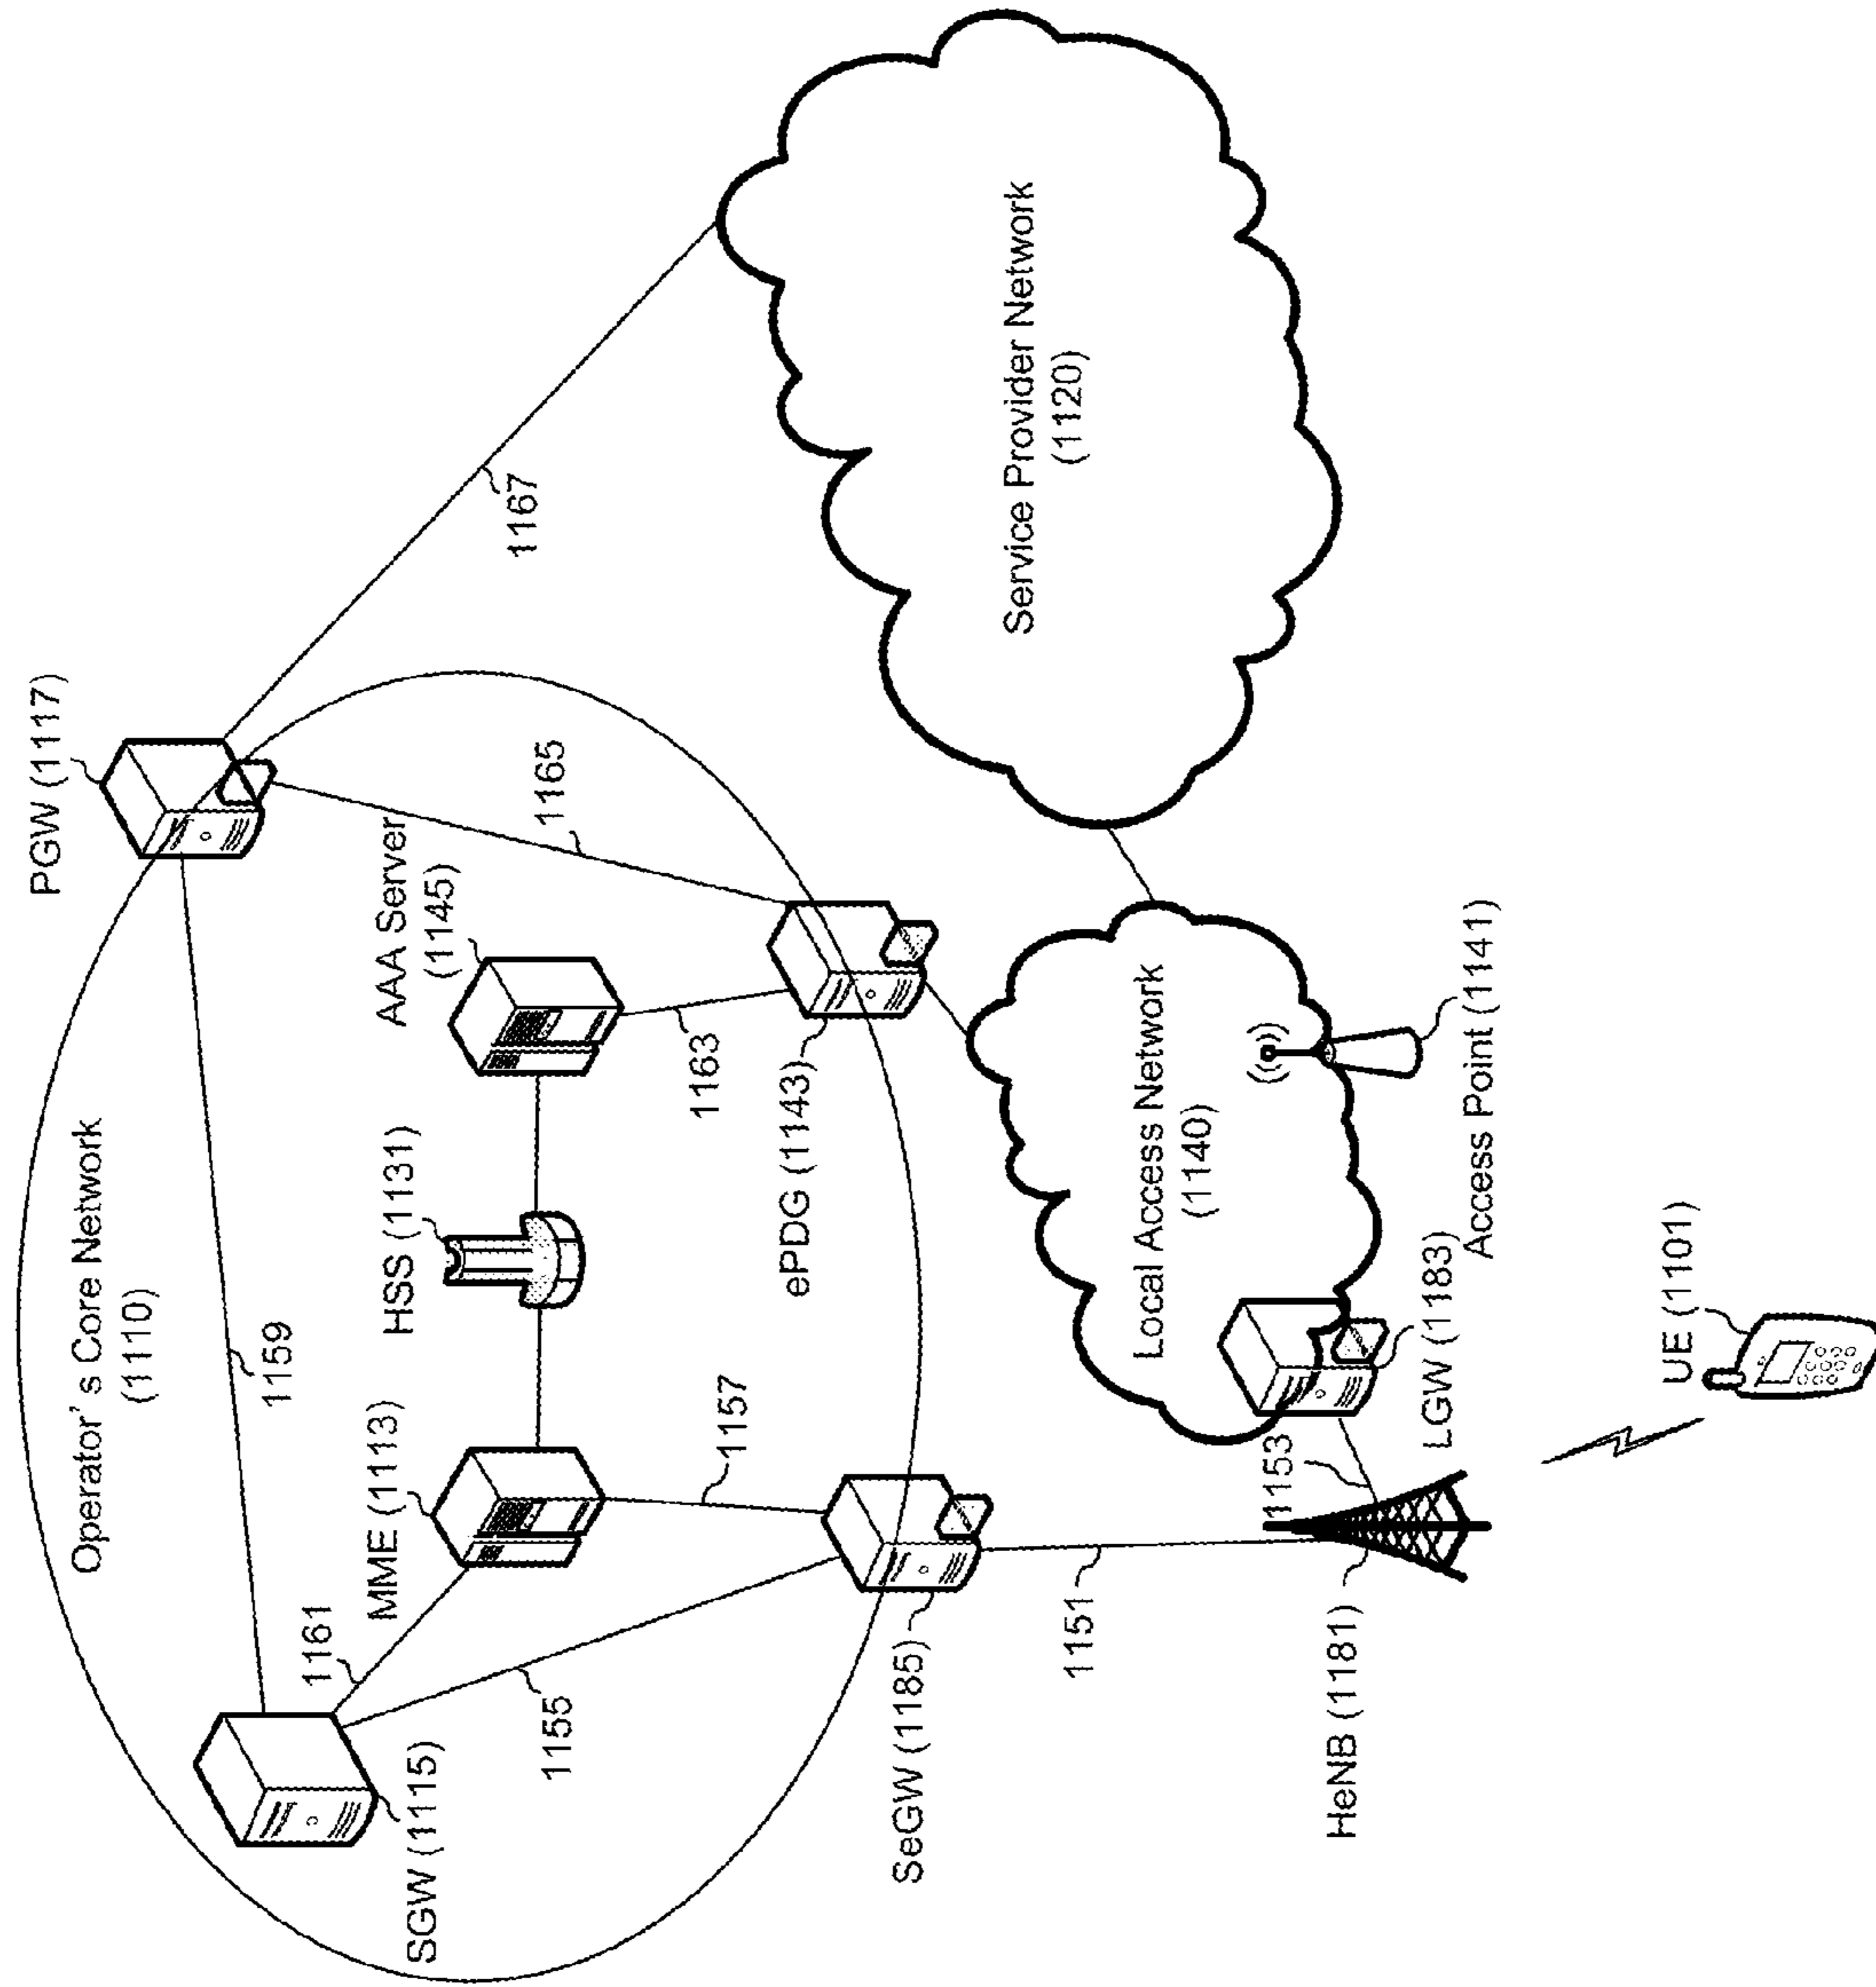 Operator's Core Network
(1110)
PGW (1117)
SGW (1115)
1159
1161
MME (1113)
HSS (1131)
AAA Server
(1145)
1155
1157
1163
1165
1167
SeGW (1185)
ePDG (1143)
Service Provider Network
(1120)
1151
1153
Local Access Network
(1140)
HeNB (1181)
LGW (1183)
Access Point (1141)
UE (1101)